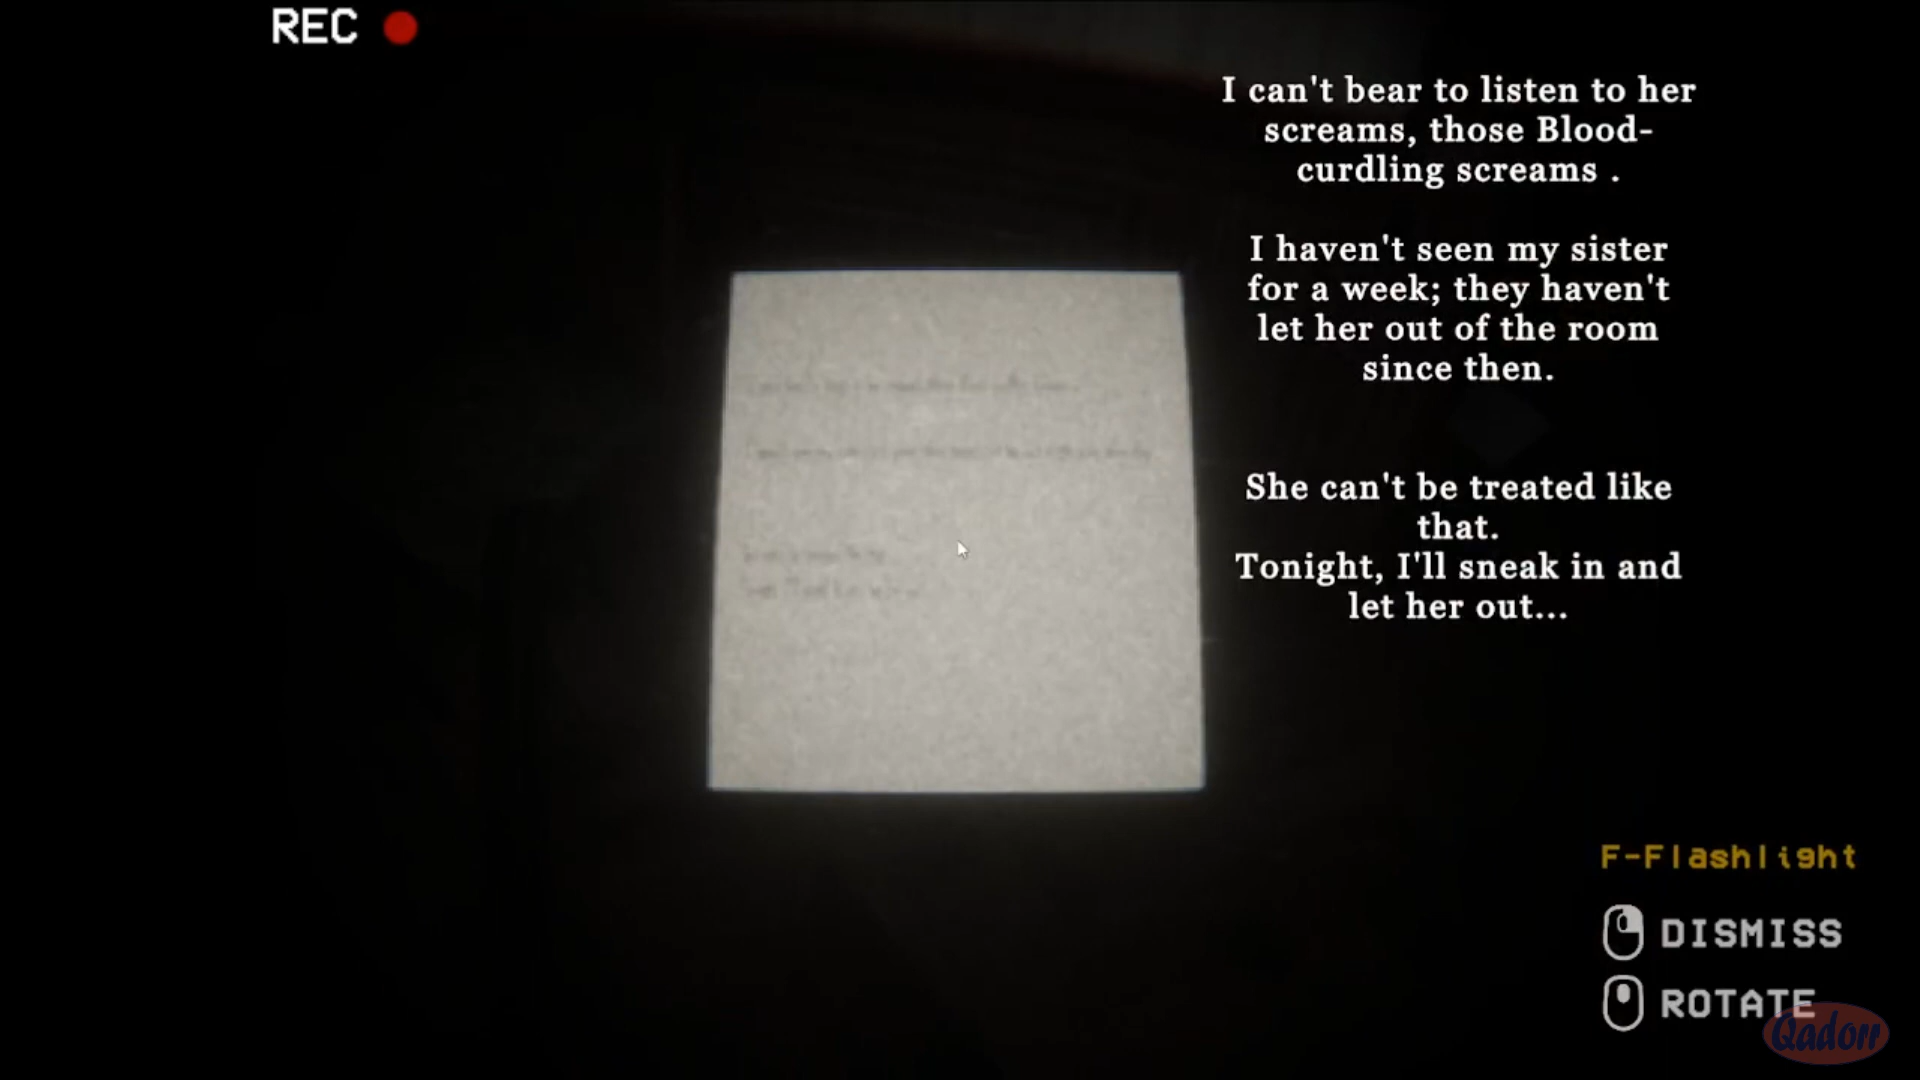 REC
I can't bear to listen to her
screams, those Blood-
curdling screams .
I haven't seen my sister
for a week; they haven't
let her out of the room
since then.
She can't be treated like
that.
Tonight, I'll sneak in and
let her out...
F-Flashlight
DISMISS
ROTATE
Qadorr